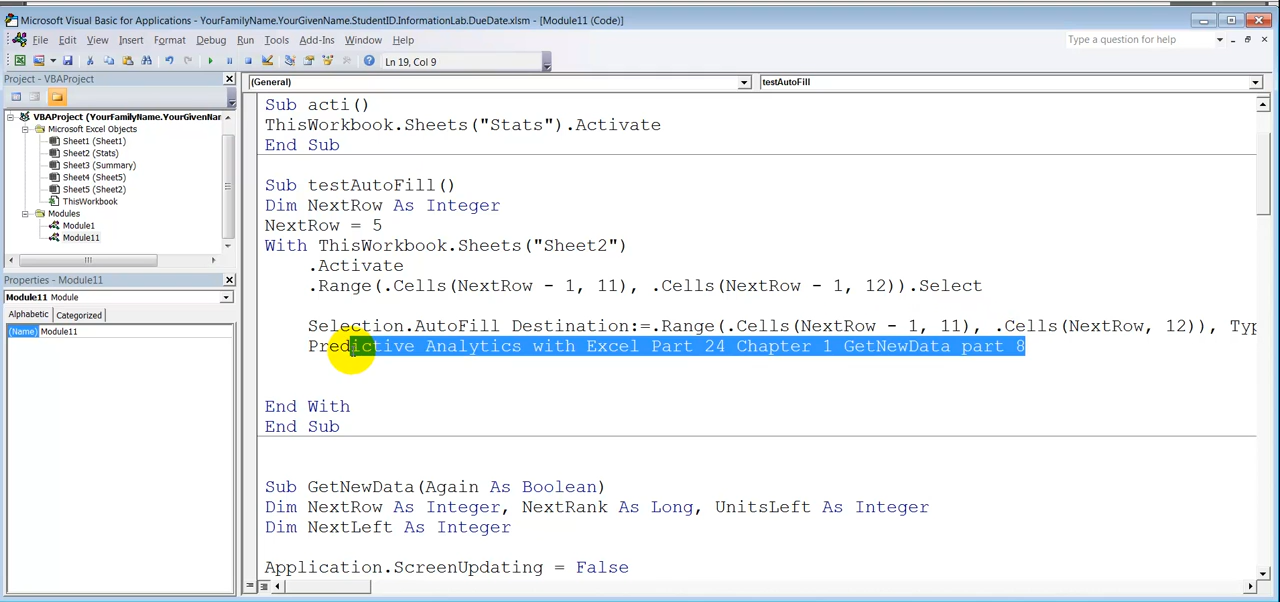 Microsoft Visual Basic for Applications - YourFamilyName.YourGivenName.StudentID.InformationLab.DueDate.xlsm - [Module11 (Code)]
File Edit View Insert Format Debug Run Tools Add-Ins Window Help
Type a question for help
Ln 19, Col 9
Project - VBAProject
(General)
testAutoFill
VBAProject (YourFamilyName.YourGivenNar
Microsoft Excel Objects
Sheet1 (Sheet1)
Sheet2 (Stats)
Sheet3 (Summary)
Sheet4 (Sheet5)
Sheet5 (Sheet2)
ThisWorkbook
Modules
Module1
Module11
Properties - Module11
Module11 Module
Alphabetic Categorized
(Name) Module11
Sub acti()
ThisWorkbook.Sheets("Stats").Activate
End Sub
Sub testAutoFill()
Dim NextRow As Integer
NextRow = 5
With ThisWorkbook.Sheets("Sheet2")
.Activate
.Range(.Cells(NextRow - 1, 11), .Cells(NextRow - 1, 12)).Select
Selection.AutoFill Destination:=.Range(.Cells(NextRow - 1, 11), .Cells(NextRow, 12)), Typ
Predictive Analytics with Excel Part 24 Chapter 1 GetNewData part 8
End With
End Sub
Sub GetNewData(Again As Boolean)
Dim NextRow As Integer, NextRank As Long, UnitsLeft As Integer
Dim NextLeft As Integer
Application.ScreenUpdating = False